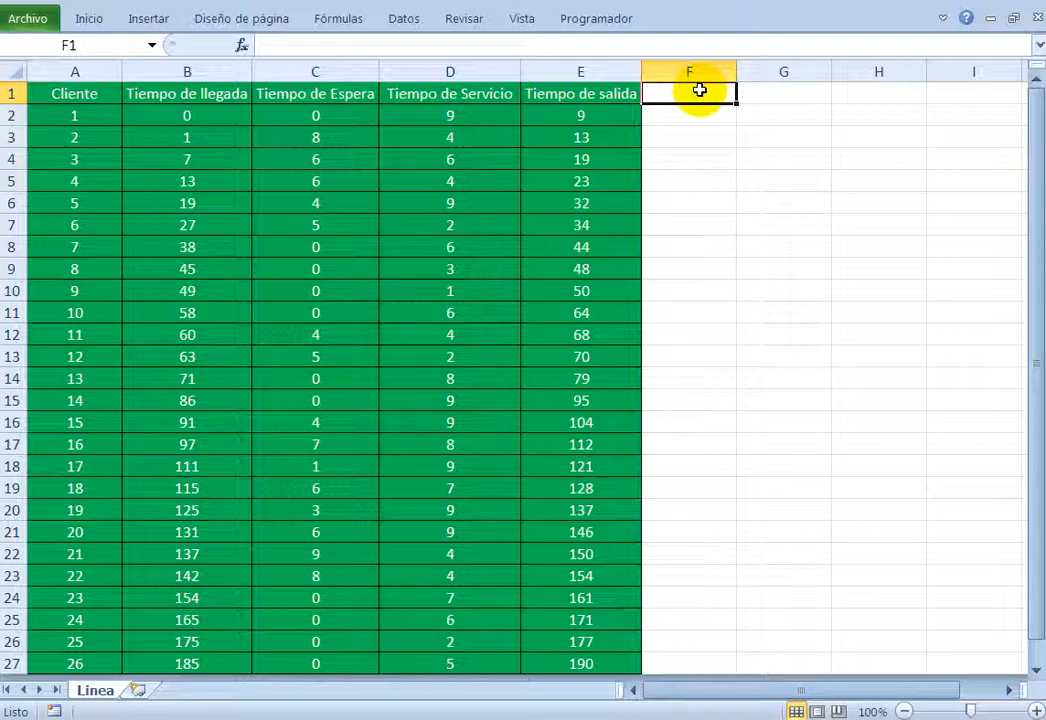 Archivo Inicio Insertar Diseño de página Fórmulas Datos Revisar Vista Programador
F1 fx
A B C D E F G H I
1 Cliente Tiempo de llegada Tiempo de Espera Tiempo de Servicio Tiempo de salida
2 1 0 0 9 9
3 2 1 8 4 13
4 3 7 6 6 19
5 4 13 6 4 23
6 5 19 4 9 32
7 6 27 5 2 34
8 7 38 0 6 44
9 8 45 0 3 48
10 9 49 0 1 50
11 10 58 0 6 64
12 11 60 4 4 68
13 12 63 5 2 70
14 13 71 0 8 79
15 14 86 0 9 95
16 15 91 4 9 104
17 16 97 7 8 112
18 17 111 1 9 121
19 18 115 6 7 128
20 19 125 3 9 137
21 20 131 6 9 146
22 21 137 9 4 150
23 22 142 8 4 154
24 23 154 0 7 161
25 24 165 0 6 171
26 25 175 0 2 177
27 26 185 0 5 190
Linea
Listo 100%